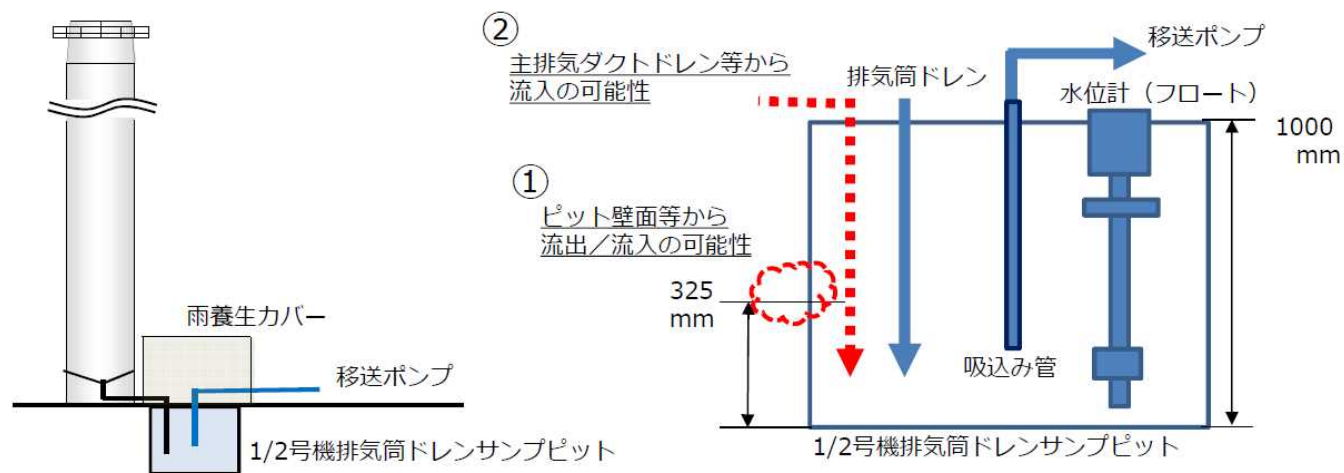 雨養生カバー
移送ポンプ
1/2号機排気筒ドレンサンプピット
②
主排気ダクトドレン等から
流入の可能性
①
ピット壁面等から
流出／流入の可能性
325
mm
排気筒ドレン
移送ポンプ
水位計（フロート）
1000
mm
吸込み管
1/2号機排気筒ドレンサンプピット